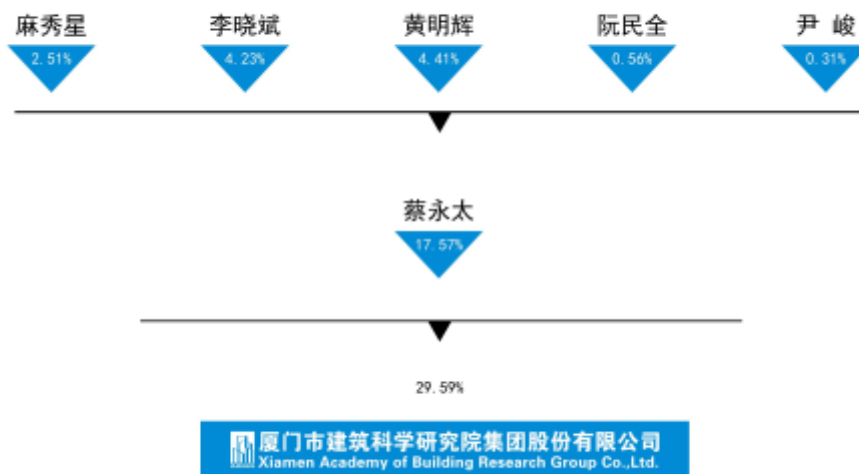 麻秀星 李晓斌 黄明辉 阮民全 尹 峻
2.51% 4.23% 4.41% 0.56% 0.31%
蔡永太
17.57%
29.59%
厦门市建筑科学研究院集团股份有限公司
Xiamen Academy of Building Research Group Co.,Ltd.